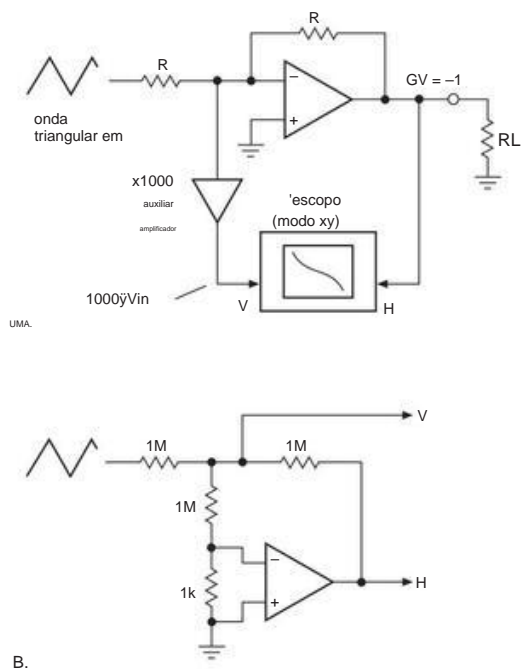 R
R
GV = –1
onda
triangular em
–
+
RL
x1000
auxiliar
amplificador
'escopo
(modo xy)
1000ÿVin
V
H
UMA.
V
1M
1M
1M
–
1k
+
H
B.